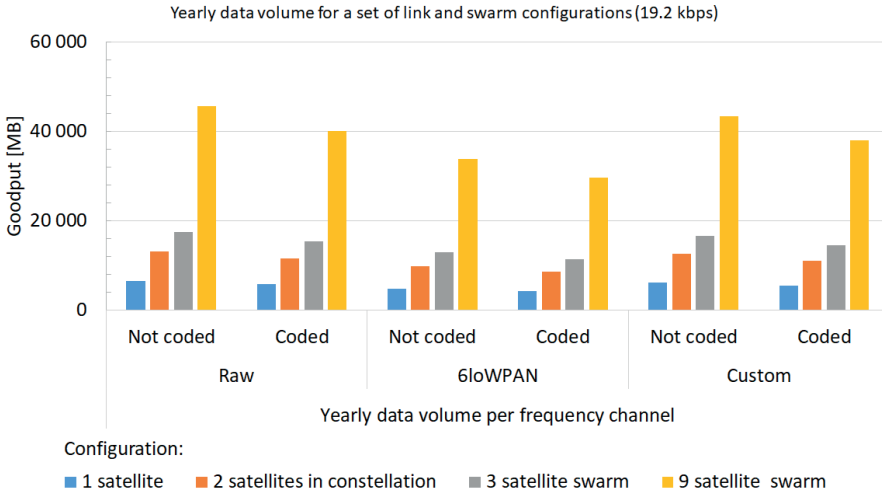 Yearly data volume for a set of link and swarm configurations (19.2 kbps)
Goodput [MB]
60 000
40 000
20 000
0
Not coded Coded Not coded Coded Not coded Coded
Raw 6loWPAN Custom
Yearly data volume per frequency channel
Configuration:
1 satellite 2 satellites in constellation 3 satellite swarm 9 satellite swarm